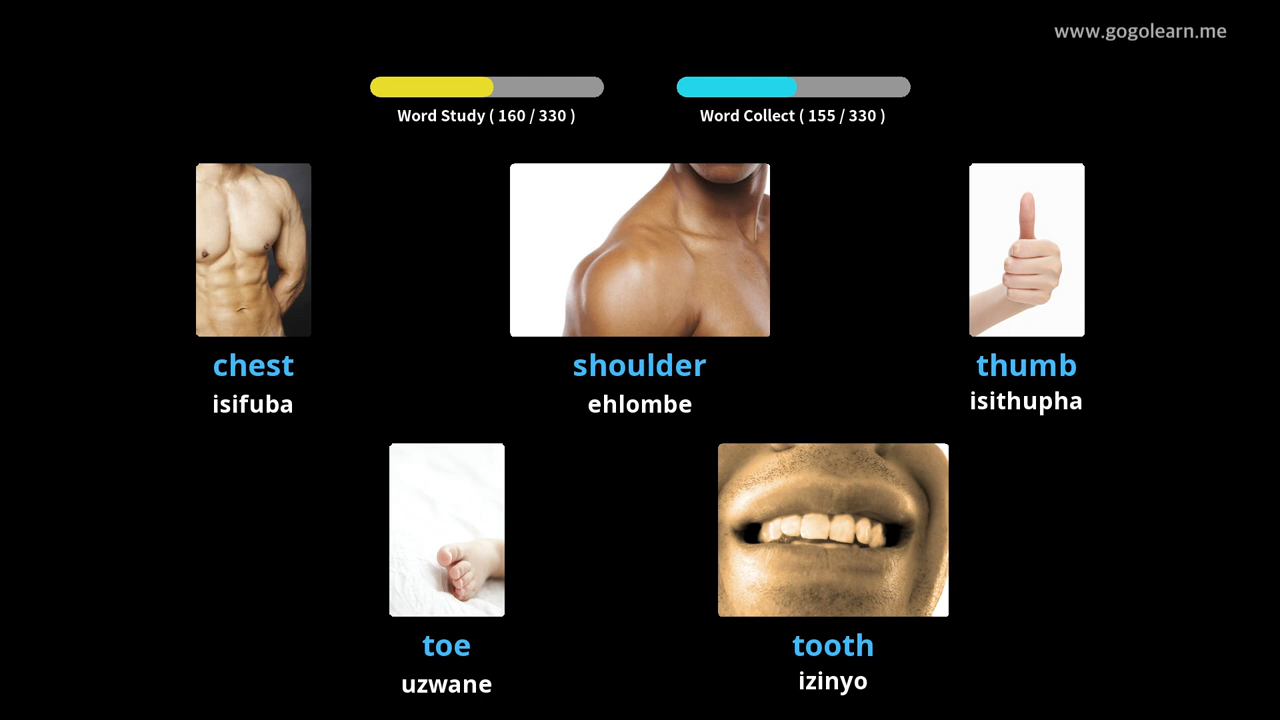 www.gogolearn.me
Word Study ( 160 / 330 )
Word Collect ( 155 / 330 )
chest
isifuba
shoulder
ehlombe
thumb
isithupha
toe
uzwane
tooth
izinyo